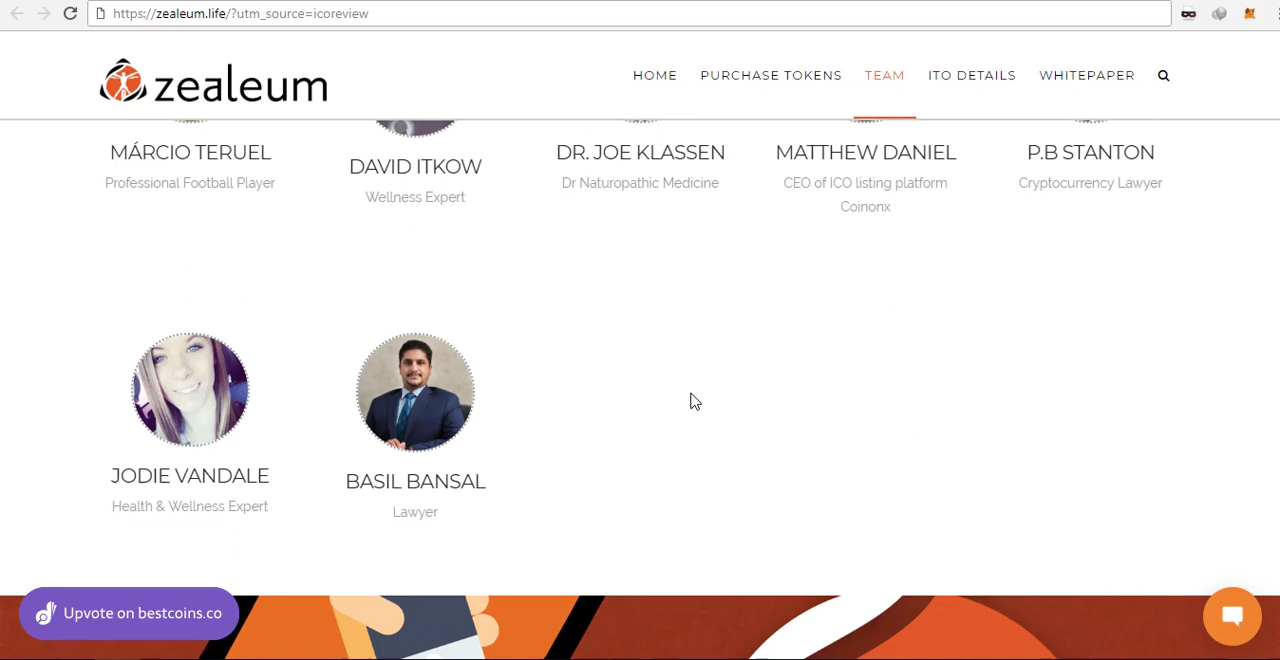 https://zealeum.life/?utm_source=icoreview
zealeum
HOME PURCHASE TOKENS TEAM ITO DETAILS WHITEPAPER
MÁRCIO TERUEL
Professional Football Player
DAVID ITKOW
Wellness Expert
DR. JOE KLASSEN
Dr Naturopathic Medicine
MATTHEW DANIEL
CEO of ICO listing platform
Coinonx
P.B STANTON
Cryptocurrency Lawyer
JODIE VANDALE
Health & Wellness Expert
BASIL BANSAL
Lawyer
Upvote on bestcoins.co